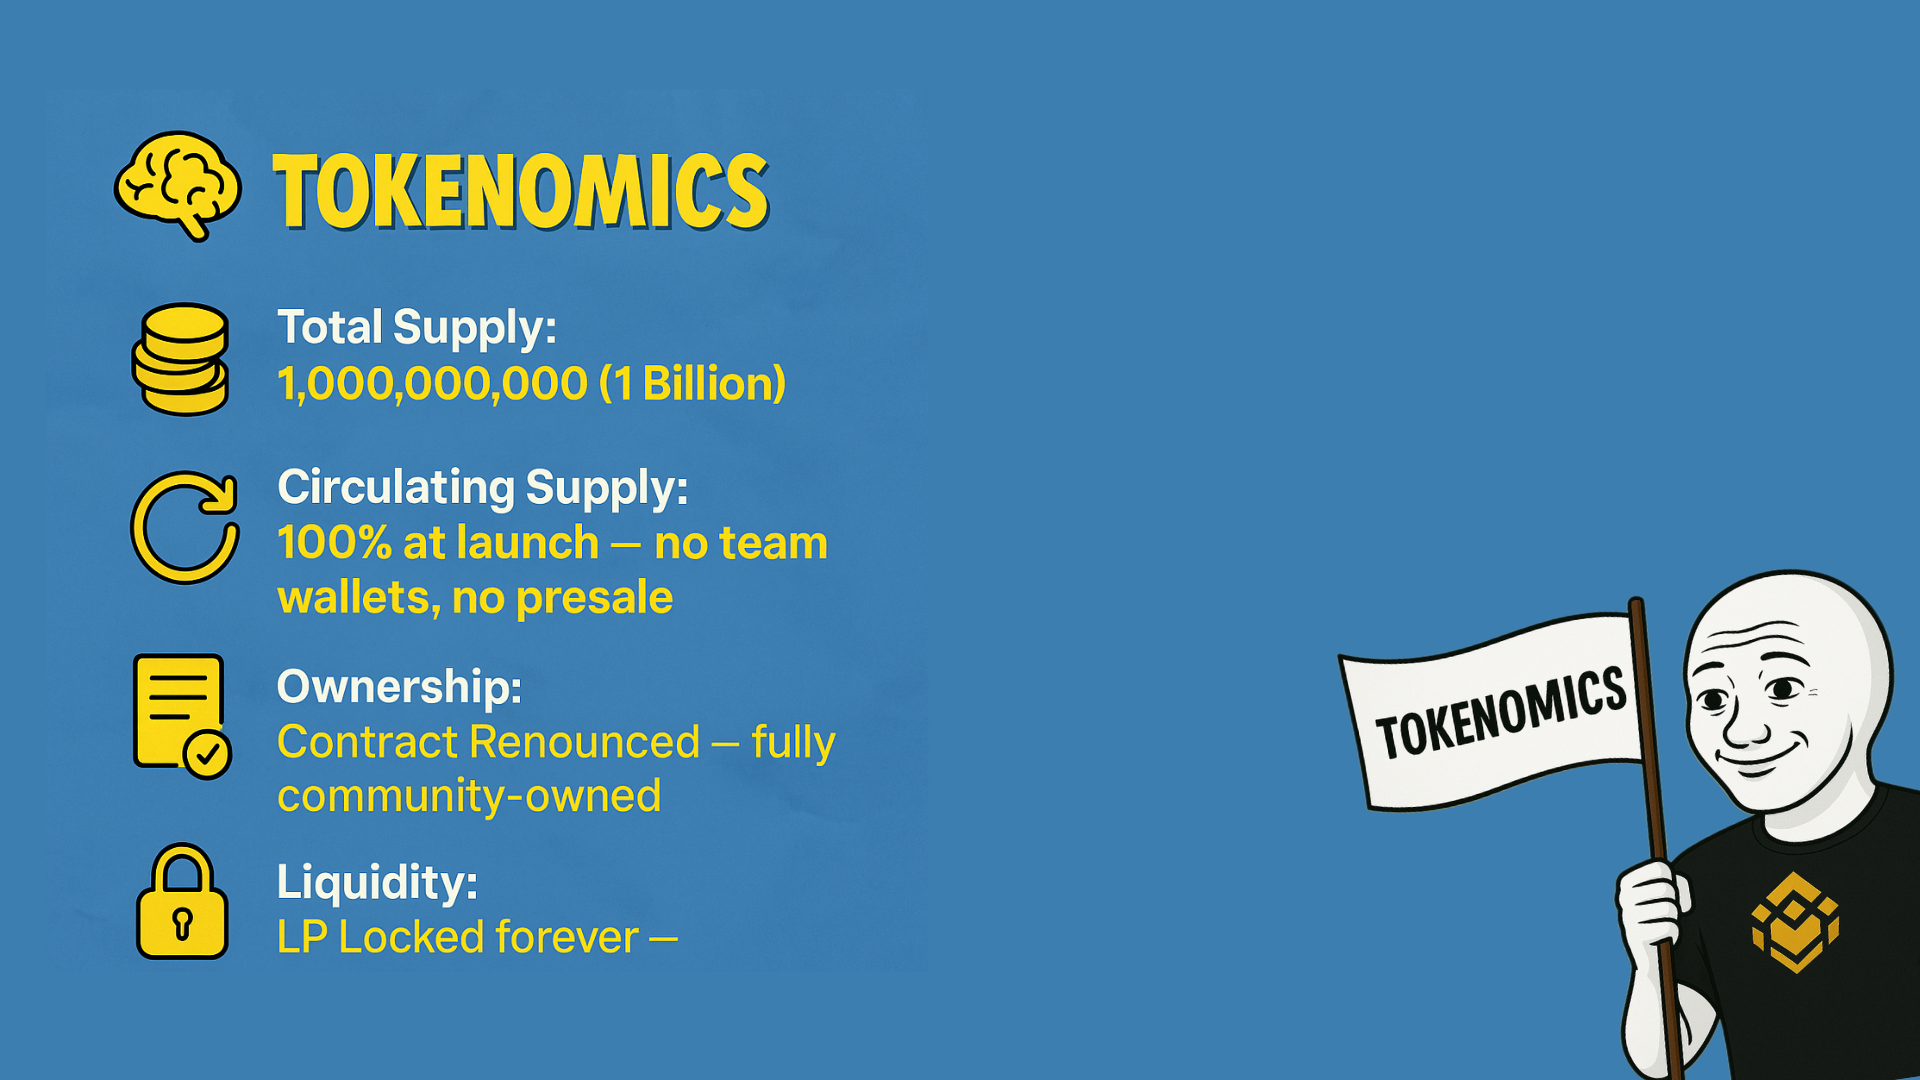 TOKENOMICS
Total Supply:
1,000,000,000 (1 Billion)
Circulating Supply:
100% at launch — no team
wallets, no presale
Ownership:
Contract Renounced — fully
community-owned
Liquidity:
LP Locked forever —
TOKENOMICS